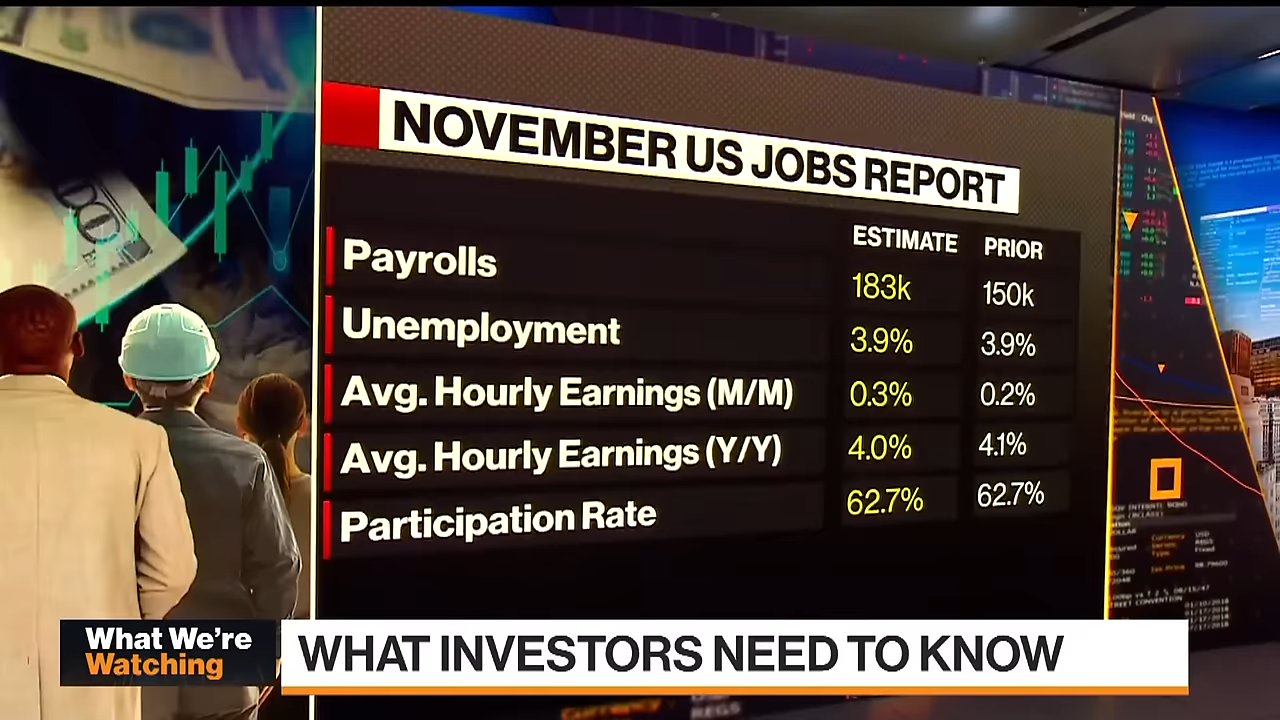 NOVEMBER US JOBS REPORT
ESTIMATE PRIOR
Payrolls 183k 150k
Unemployment 3.9% 3.9%
Avg. Hourly Earnings (M/M) 0.3% 0.2%
Avg. Hourly Earnings (Y/Y) 4.0% 4.1%
Participation Rate 62.7% 62.7%
What We're
Watching
WHAT INVESTORS NEED TO KNOW
Currency
REGS